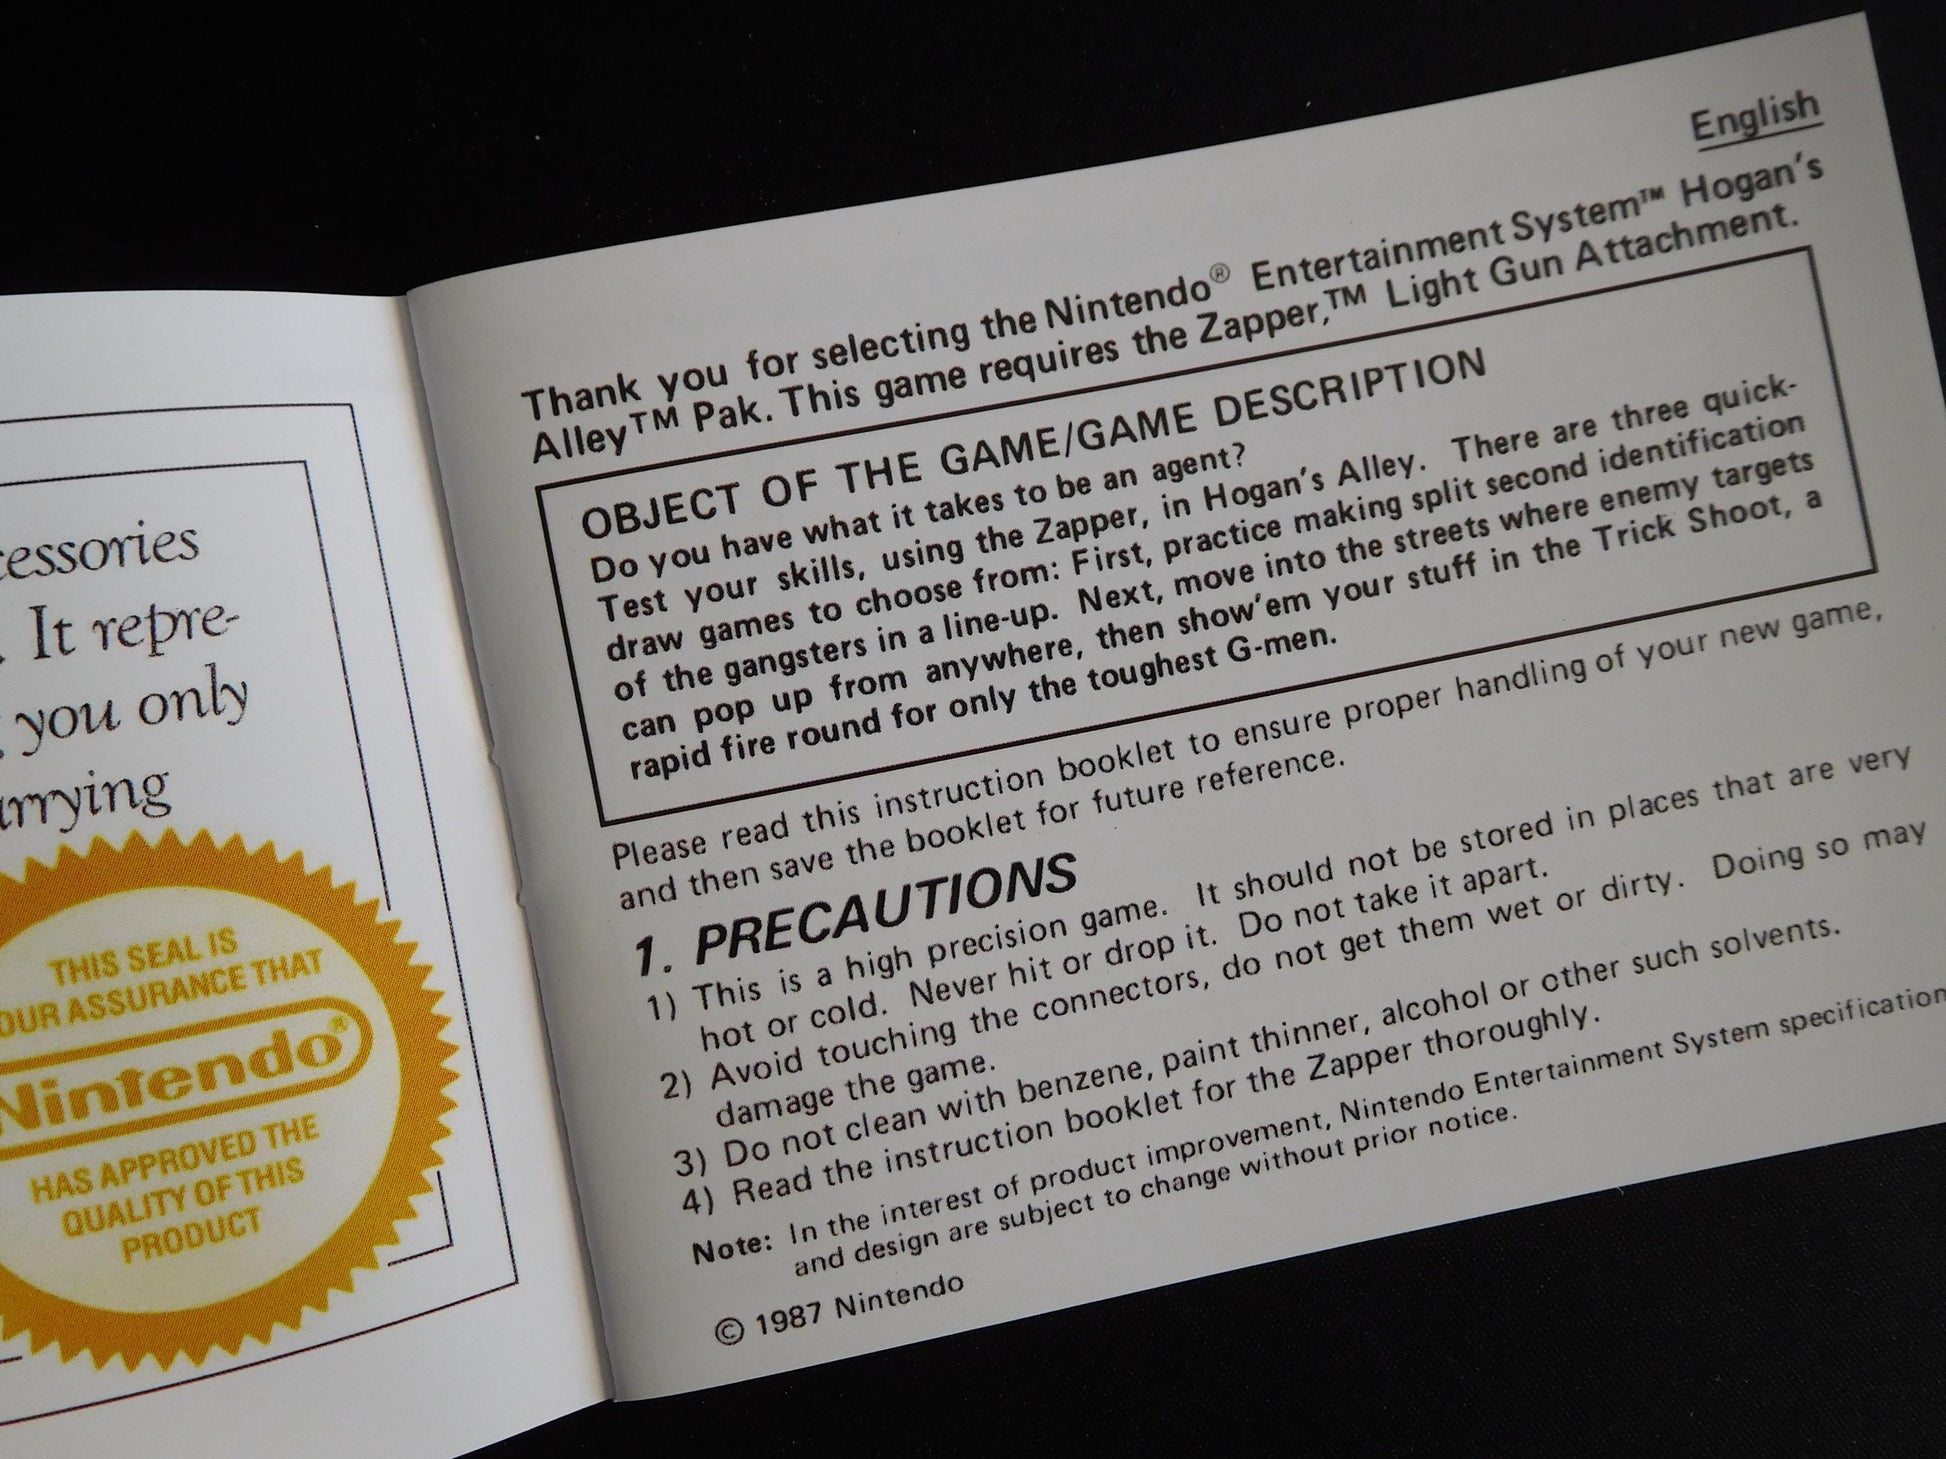 cessories
. It repre-
you only
rrying
THIS SEAL IS
OUR ASSURANCE THAT
Nintendo®
HAS APPROVED THE
QUALITY OF THIS
PRODUCT
English
Thank you for selecting the Nintendo® Entertainment System™ Hogan's
Alley™ Pak. This game requires the Zapper,™ Light Gun Attachment.
OBJECT OF THE GAME/GAME DESCRIPTION
Do you have what it takes to be an agent?
Test your skills, using the Zapper, in Hogan's Alley. There are three quick-
draw games to choose from: First, practice making split second identification
of the gangsters in a line-up. Next, move into the streets where enemy targets
can pop up from anywhere, then show'em your stuff in the Trick Shoot, a
rapid fire round for only the toughest G-men.
Please read this instruction booklet to ensure proper handling of your new game,
and then save the booklet for future reference.
1. PRECAUTIONS
1) This is a high precision game. It should not be stored in places that are very
hot or cold. Never hit or drop it. Do not take it apart.
2) Avoid touching the connectors, do not get them wet or dirty. Doing so may
damage the game.
3) Do not clean with benzene, paint thinner, alcohol or other such solvents.
4) Read the instruction booklet for the Zapper thoroughly.
Note: In the interest of product improvement, Nintendo Entertainment System specification
and design are subject to change without prior notice.
© 1987 Nintendo